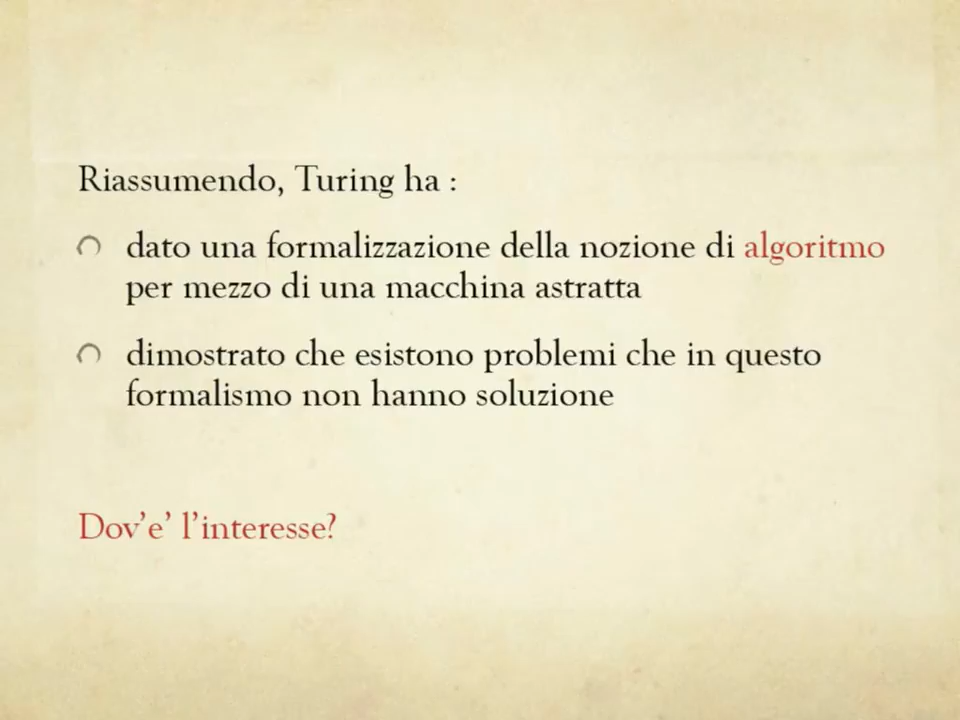 Riassumendo, Turing ha :
dato una formalizzazione della nozione di algoritmo
per mezzo di una macchina astratta
dimostrato che esistono problemi che in questo
formalismo non hanno soluzione
Dov'e' l'interesse?